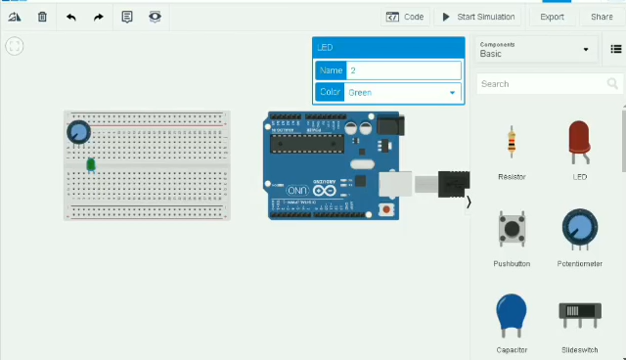 Code
Start Simulation
Export
Share
LED
Name 2
Color Green
Components
Basic
Search
Resistor
LED
Pushbutton
Potentiometer
Capacitor
Slideswitch
UNO